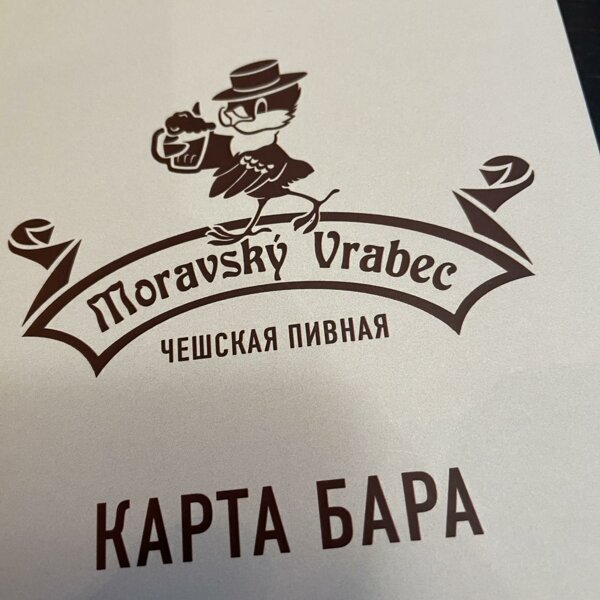 Moravský Vrabec
ЧЕШСКАЯ ПИВНАЯ
КАРТА БАРА